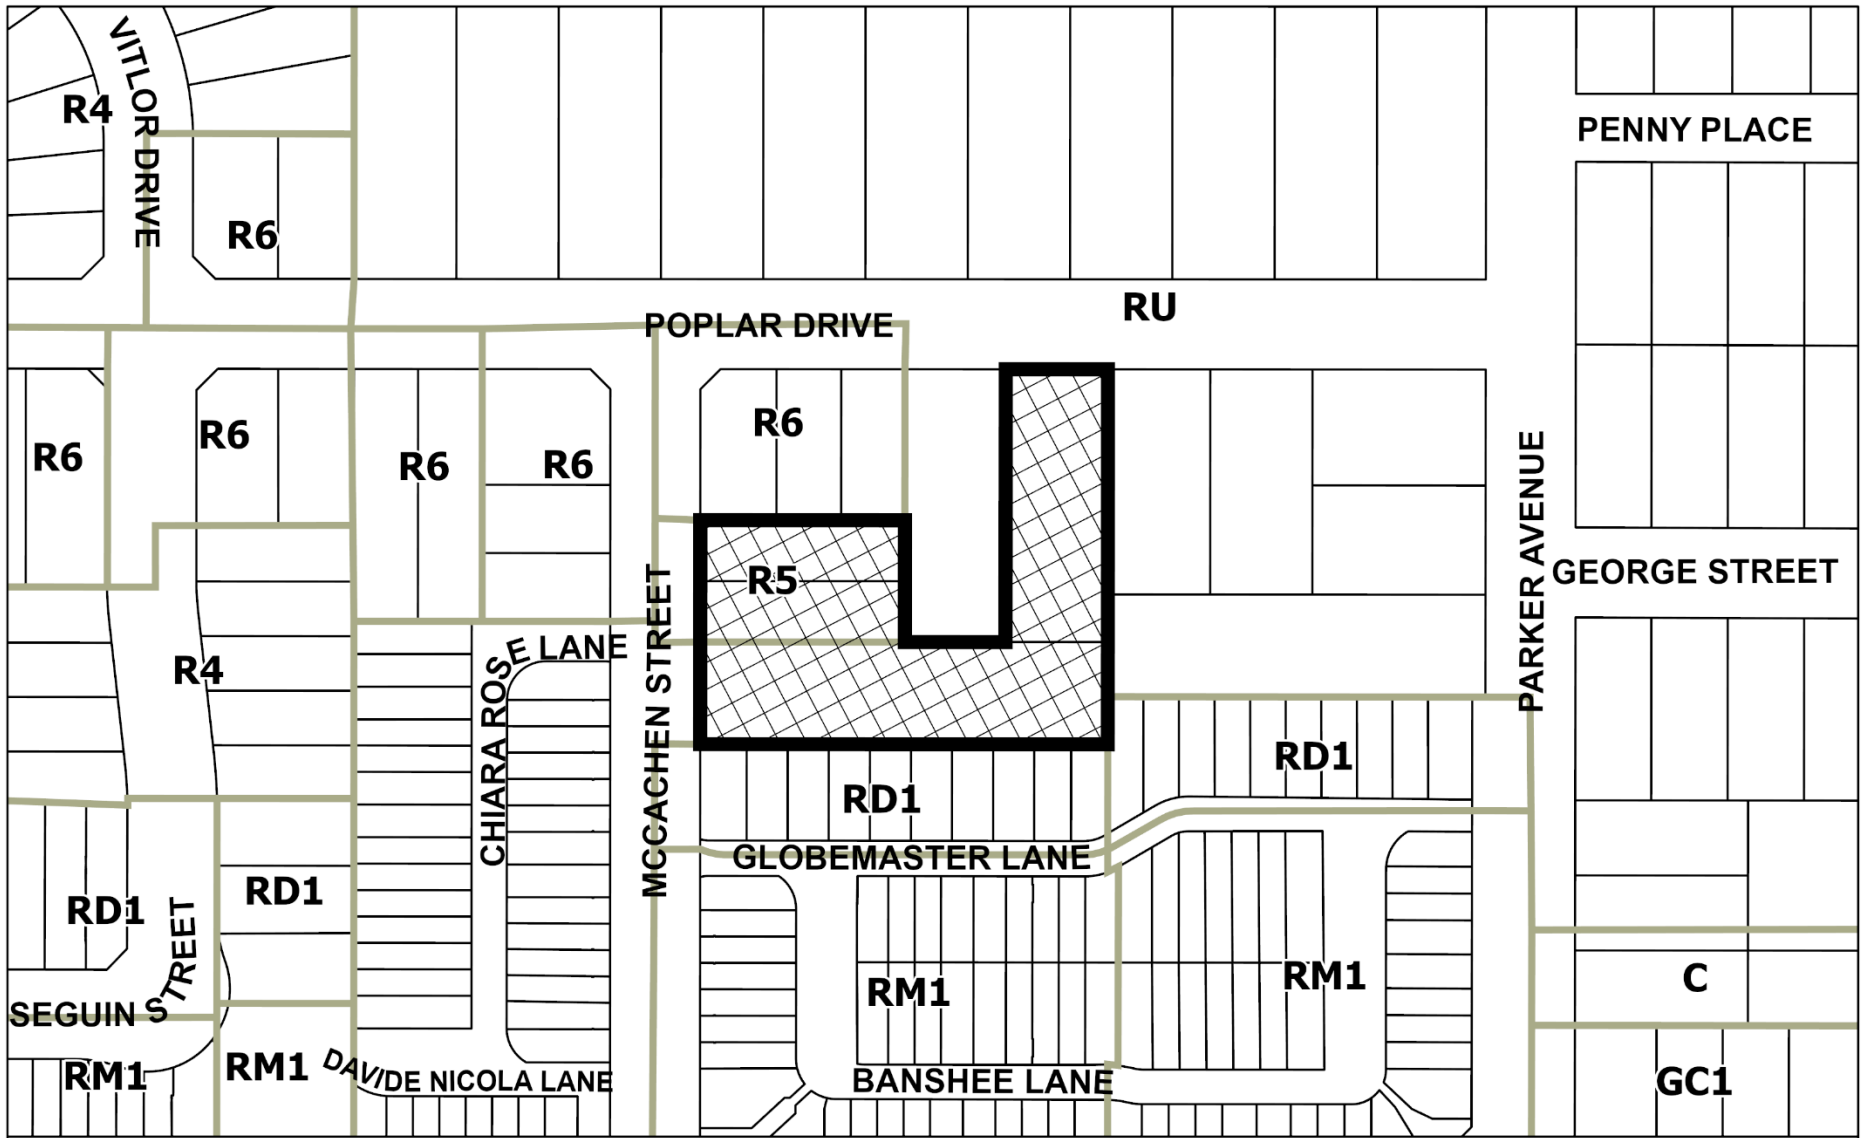 VITLOR DRIVE
R4
PENNY PLACE
R6
RU
POPLAR DRIVE
R6
R6
R6
R6
R6
PARKER AVENUE
GEORGE STREET
R5
MCCACHEN STREET
CHIARA ROSE LANE
R4
RD1
RD1
GLOBEMASTER LANE
RD1
RD1
SEGUIN STREET
RM1
RM1
C
RM1
RM1
DAVIDE NICOLA LANE
BANSHEE LANE
GC1